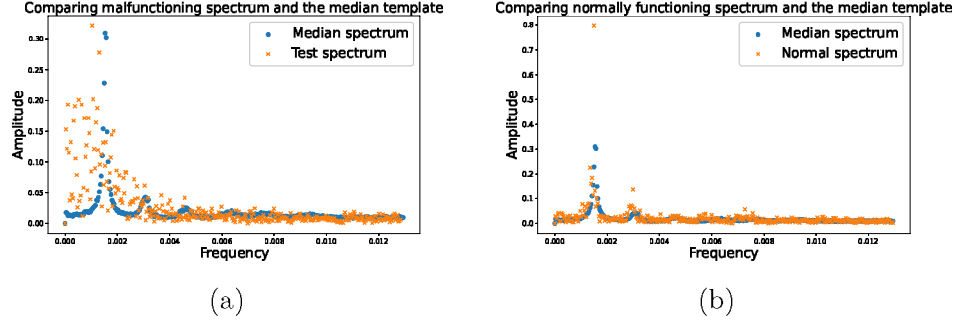 Comparing malfunctioning spectrum and the median template
Median spectrum
Test spectrum
Amplitude
0.30
0.25
0.20
0.15
0.10
0.05
0.00
0.000 0.002 0.004 0.006 0.008 0.010 0.012
Frequency
(a)
Comparing normally functioning spectrum and the median template
Median spectrum
Normal spectrum
Amplitude
0.8
0.7
0.6
0.5
0.4
0.3
0.2
0.1
0.0
0.000 0.002 0.004 0.006 0.008 0.010 0.012
Frequency
(b)